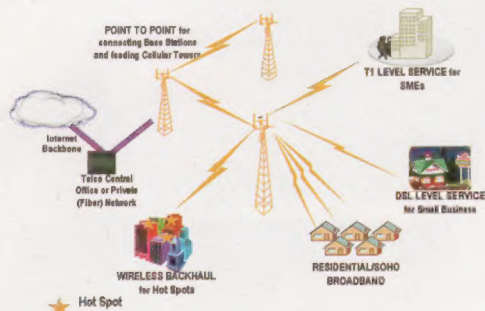 POINT TO POINT for
connecting Base Stations
and feeding Cellular Towers
T1 LEVEL SERVICE for
SMEs
Internet
Backbone
Telco Central
Office or Private
(Fiber) Network
DSL LEVEL SERVICE
for Small Business
WIRELESS BACKHAUL
for Hot Spots
RESIDENTIAL/SOHO
BROADBAND
Hot Spot